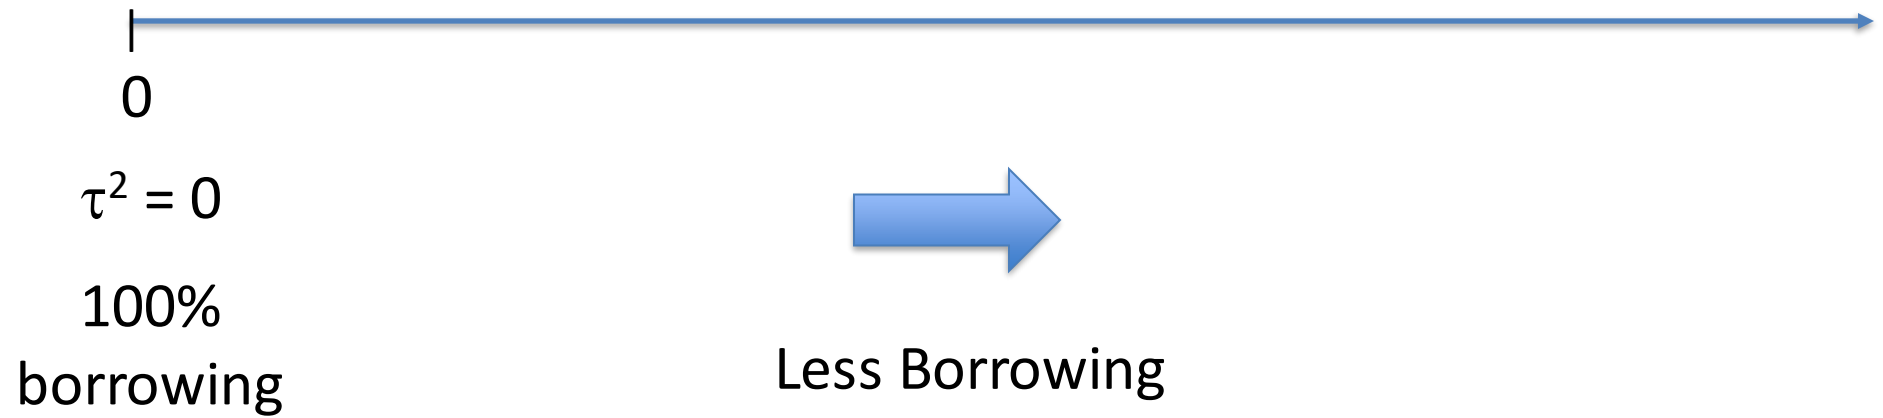 0
τ² = 0
100%
borrowing
Less Borrowing